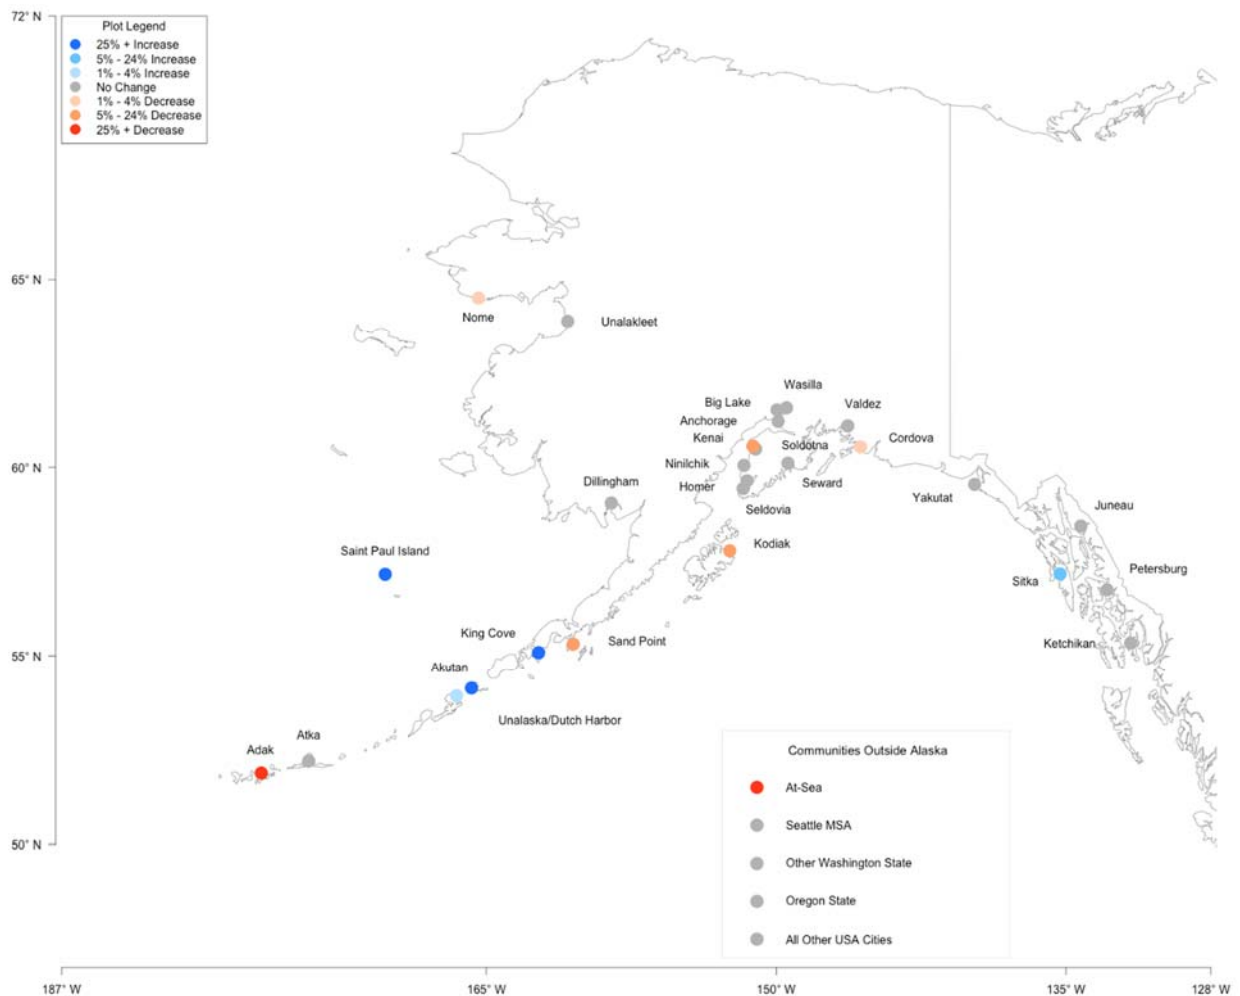 72° N
Plot Legend
25% + Increase
5% - 24% Increase
1% - 4% Increase
No Change
1% - 4% Decrease
5% - 24% Decrease
25% + Decrease
65° N
Nome
Unalakleet
Wasilla
Big Lake
Valdez
Anchorage
Kenai
Soldotna
Cordova
60° N
Ninilchik
Dillingham
Homer
Seward
Yakutat
Seldovia
Juneau
Kodiak
Saint Paul Island
Petersburg
Sitka
King Cove
Sand Point
Ketchikan
55° N
Akutan
Unalaska/Dutch Harbor
Atka
Adak
Communities Outside Alaska
At-Sea
Seattle MSA
50° N
Other Washington State
Oregon State
All Other USA Cities
187° W
165° W
150° W
135° W
128° W